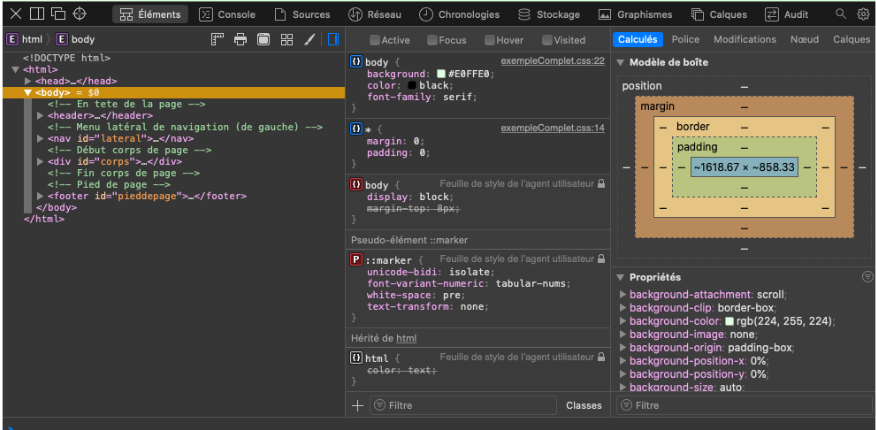 Éléments Console Sources Réseau Chronologies Stockage Graphismes Calques Audit
E html E body
<!DOCTYPE html>
<html>
<head>…</head>
<body> = $0
<!-- En tete de la page -->
<header>…</header>
<!-- Menu latéral de navigation (de gauche) -->
<nav id="lateral">…</nav>
<!-- Début corps de page -->
<div id="corps">…</div>
<!-- Fin corps de page -->
<!-- Pied de page -->
<footer id="pieddepage">…</footer>
</body>
</html>
Active Focus Hover Visited
body { exempleComplet.css:22
background: #E0FFE0;
color: black;
font-family: serif;
}
* { exempleComplet.css:14
margin: 0;
padding: 0;
}
body { Feuille de style de l'agent utilisateur
display: block;
margin-top: 8px;
}
Pseudo-élément ::marker
P ::marker { Feuille de style de l'agent utilisateur
unicode-bidi: isolate;
font-variant-numeric: tabular-nums;
white-space: pre;
text-transform: none;
}
Hérité de html
html { Feuille de style de l'agent utilisateur
color: text;
}
+ Filtre Classes
Calculés Police Modifications Nœud Calques
Modèle de boîte
position –
margin –
border –
padding –
– – – – ~1618.67 × ~858.33 – – – –
–
–
–
–
Propriétés
background-attachment: scroll;
background-clip: border-box;
background-color: rgb(224, 255, 224);
background-image: none;
background-origin: padding-box;
background-position-x: 0%;
background-position-y: 0%;
background-size: auto;
Filtre